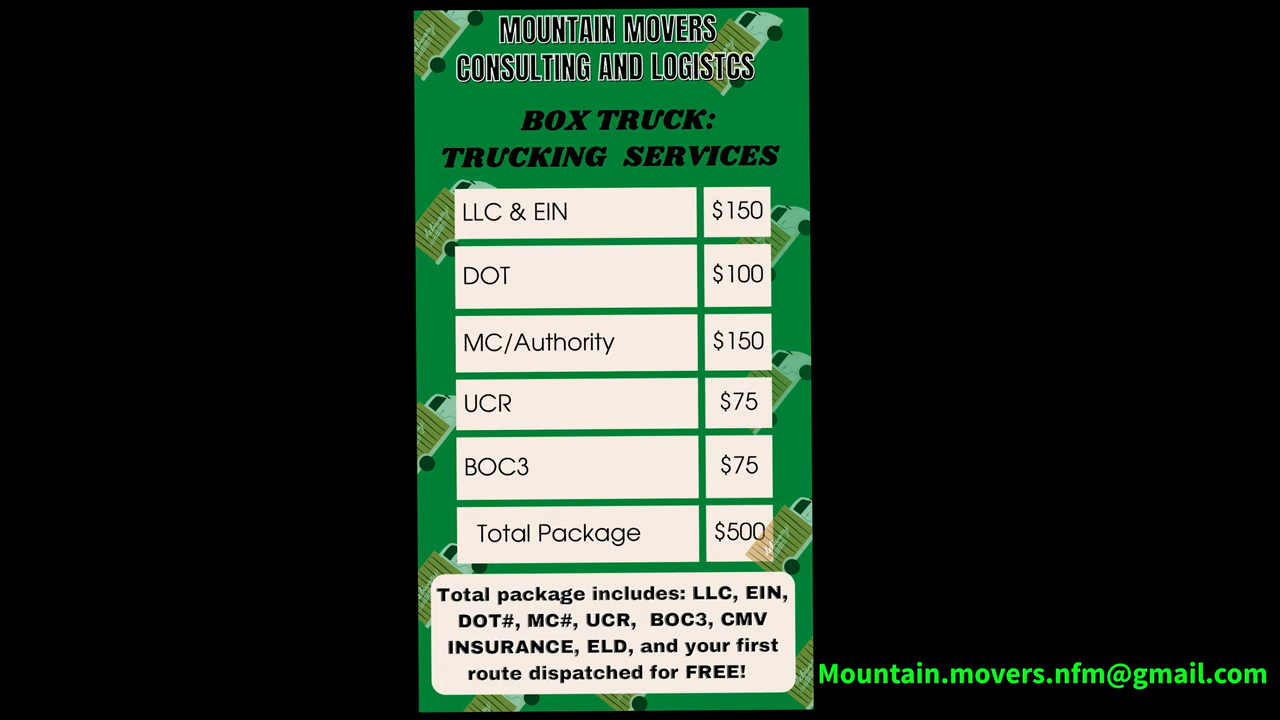 MOUNTAIN MOVERS
CONSULTING AND LOGISTCS
BOX TRUCK:
TRUCKING SERVICES
LLC & EIN $150
DOT $100
MC/Authority $150
UCR $75
BOC3 $75
Total Package $500
Total package includes: LLC, EIN,
DOT#, MC#, UCR, BOC3, CMV
INSURANCE, ELD, and your first
route dispatched for FREE!
Mountain.movers.nfm@gmail.com